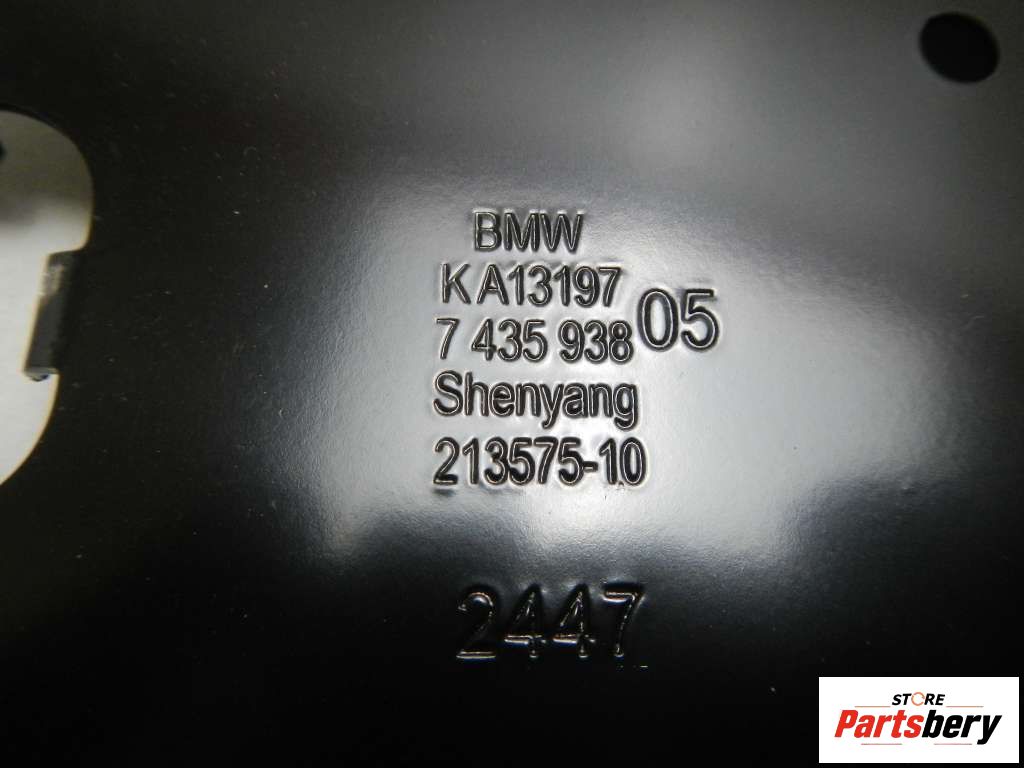 BMW
KA13197
7 435 938 05
Shenyang
213575-10
2447
STORE
Partsbery